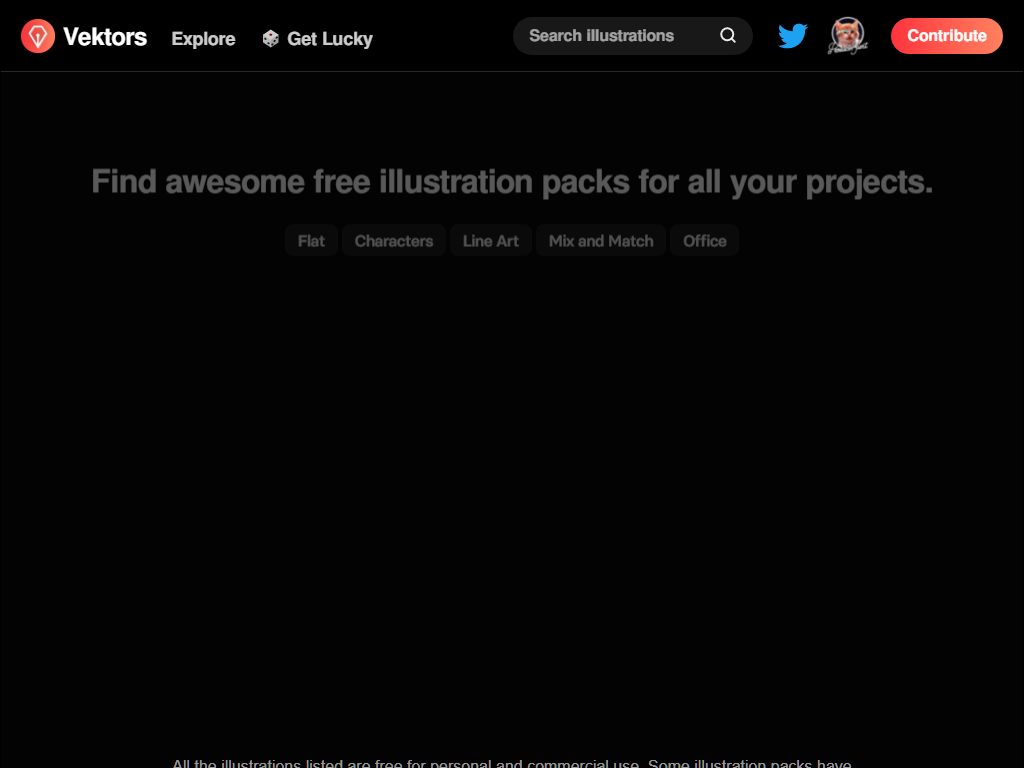 Vektors
Explore
Get Lucky
Search illustrations
Contribute
Find awesome free illustration packs for all your projects.
Flat
Characters
Line Art
Mix and Match
Office
All the illustrations listed are free for personal and commercial use. Some illustration packs have